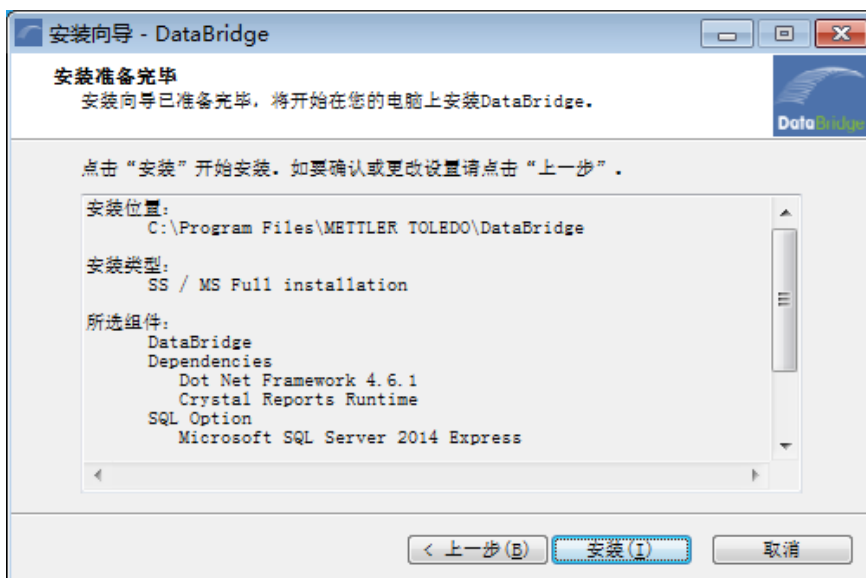 安装向导 - DataBridge
安装准备完毕
安装向导已准备完毕，将开始在您的电脑上安装DataBridge.
DataBridge
点击“安装”开始安装. 如要确认或更改设置请点击“上一步”.
安装位置:
C:\Program Files\METTLER TOLEDO\DataBridge
安装类型:
SS / MS Full installation
所选组件:
DataBridge
Dependencies
Dot Net Framework 4.6.1
Crystal Reports Runtime
SQL Option
Microsoft SQL Server 2014 Express
< 上一步(B)
安装(I)
取消